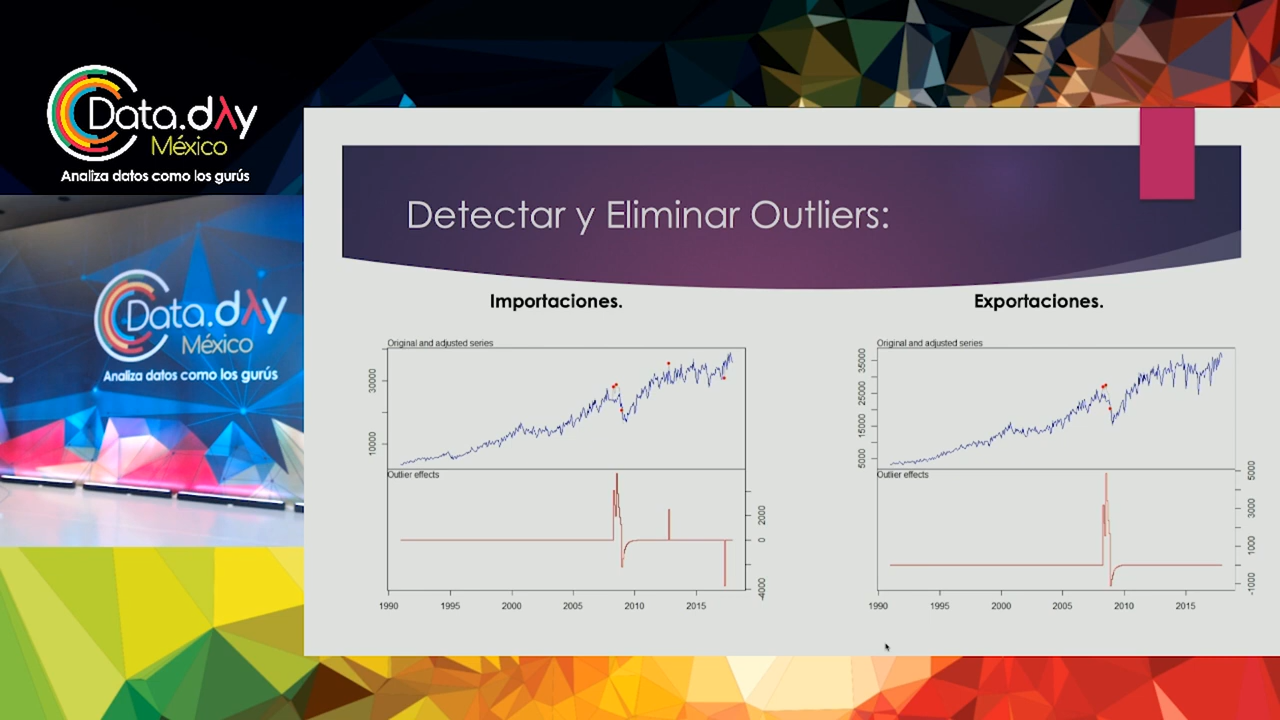 Data.dλy
México
Analiza datos como los gurús
Data.dλy
México
Analiza datos como los gurús
Detectar y Eliminar Outliers:
Importaciones.
Exportaciones.
Original and adjusted series
30000
10000
Outlier effects
2000
0
-4000
1990 1995 2000 2005 2010 2015
Original and adjusted series
35000
25000
15000
5000
Outlier effects
5000
3000
1000
-1000
1990 1995 2000 2005 2010 2015